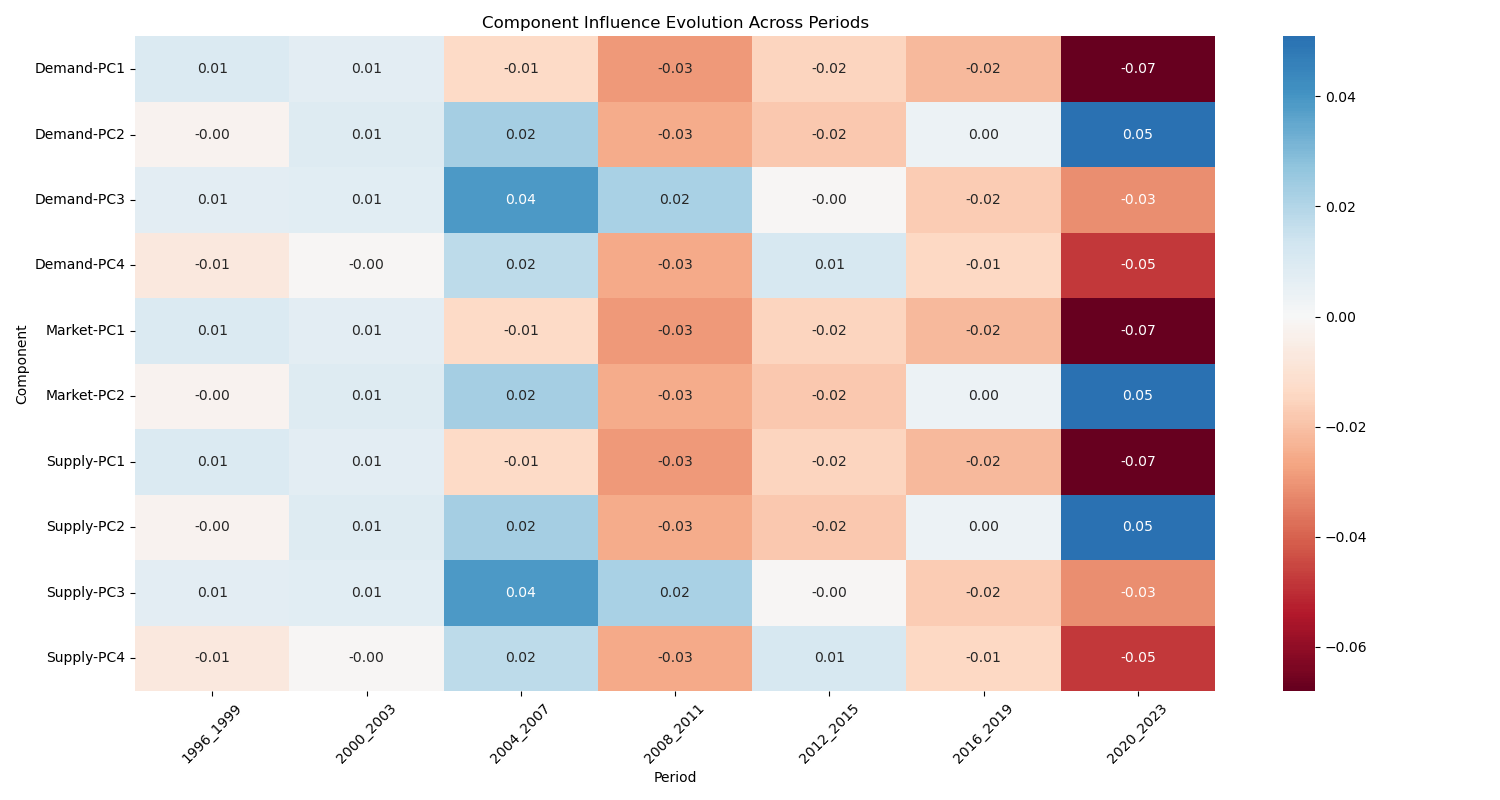 Component Influence Evolution Across Periods
Demand-PC1 0.01 0.01 -0.01 -0.03 -0.02 -0.02 -0.07
Demand-PC2 -0.00 0.01 0.02 -0.03 -0.02 0.00 0.05
Demand-PC3 0.01 0.01 0.04 0.02 -0.00 -0.02 -0.03
Demand-PC4 -0.01 -0.00 0.02 -0.03 0.01 -0.01 -0.05
Market-PC1 0.01 0.01 -0.01 -0.03 -0.02 -0.02 -0.07
Market-PC2 -0.00 0.01 0.02 -0.03 -0.02 0.00 0.05
Supply-PC1 0.01 0.01 -0.01 -0.03 -0.02 -0.02 -0.07
Supply-PC2 -0.00 0.01 0.02 -0.03 -0.02 0.00 0.05
Supply-PC3 0.01 0.01 0.04 0.02 -0.00 -0.02 -0.03
Supply-PC4 -0.01 -0.00 0.02 -0.03 0.01 -0.01 -0.05
Component
1996_1999 2000_2003 2004_2007 2008_2011 2012_2015 2016_2019 2020_2023
Period
0.04
0.02
0.00
−0.02
−0.04
−0.06